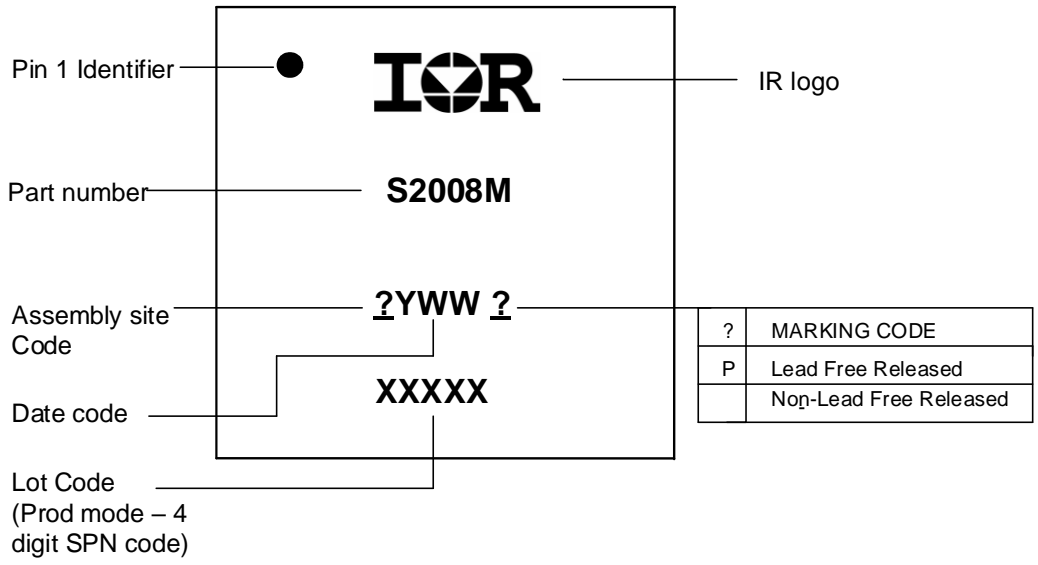 Pin 1 Identifier
IOR
IR logo
Part number
S2008M
Assembly site
Code
?YWW ?
? MARKING CODE
P Lead Free Released
Non-Lead Free Released
Date code
XXXXX
Lot Code
(Prod mode – 4
digit SPN code)